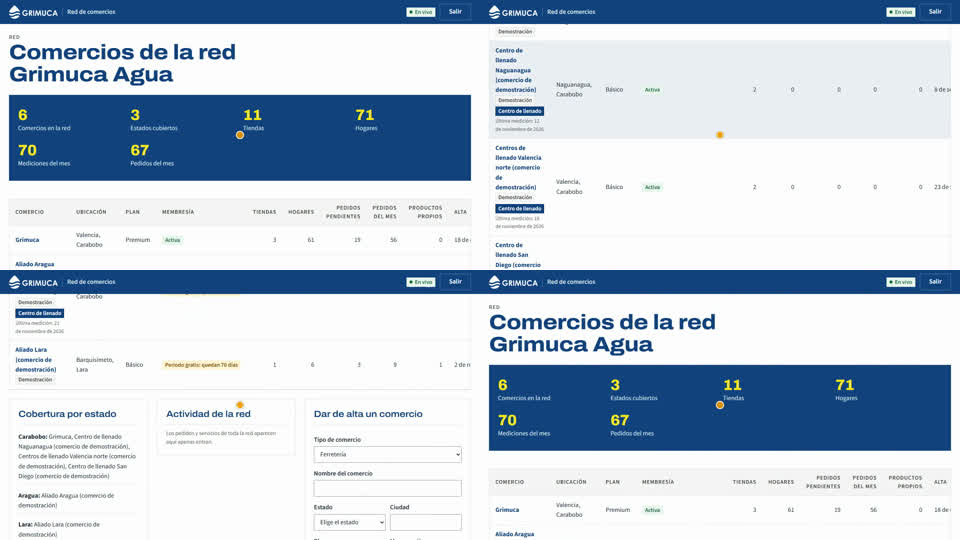 GRIMUCA
Red de comercios
En vivo
Salir
RED
Comercios de la red
Grimuca Agua
6
Comercios en la red
3
Estados cubiertos
11
Tiendas
71
Hogares
70
Mediciones del mes
67
Pedidos del mes
COMERCIO UBICACIÓN PLAN MEMBRESÍA TIENDAS HOGARES PEDIDOS PENDIENTES PEDIDOS DEL MES PRODUCTOS PROPIOS ALTA
Grimuca Valencia, Carabobo Premium Activa 3 61 19 56 0 18 de
Aliado Aragua
GRIMUCA
Red de comercios
En vivo
Salir
Demostración
Centro de
llenado
Naguanagua
(comercio de
demostración)
Demostración
Centro de llenado
Última medición: 12
de noviembre de 2026
Naguanagua,
Carabobo
Básico
Activa
2 0 0 0 0 8 de
Centros de
llenado Valencia
norte (comercio
de
demostración)
Demostración
Centro de llenado
Última medición: 18
de noviembre de 2026
Valencia,
Carabobo
Básico
Activa
2 0 0 0 0 23 de
Centro de
llenado San
Diego (comercio
GRIMUCA
Red de comercios
En vivo
Salir
Carabobo
Demostración
Centro de llenado
Última medición: 21
de noviembre de 2026
Aliado Lara
(comercio de
demostración)
Demostración
Barquisimeto,
Lara
Básico
Periodo gratis: quedan 70 días
1 6 3 9 1 2 de
Cobertura por estado
Carabobo: Grimuca, Centro de llenado
Naguanagua (comercio de demostración),
Centros de llenado Valencia norte (comercio
de demostración), Centro de llenado San
Diego (comercio de demostración)
Aragua: Aliado Aragua (comercio de
demostración)
Lara: Aliado Lara (comercio de
demostración)
Actividad de la red
Los pedidos y servicios de toda la red aparecen
aquí apenas entren.
Dar de alta un comercio
Tipo de comercio
Ferretería
Nombre del comercio
Estado
Ciudad
Elige el estado
GRIMUCA
Red de comercios
En vivo
Salir
RED
Comercios de la red
Grimuca Agua
6
Comercios en la red
3
Estados cubiertos
11
Tiendas
71
Hogares
70
Mediciones del mes
67
Pedidos del mes
COMERCIO UBICACIÓN PLAN MEMBRESÍA TIENDAS HOGARES PEDIDOS PENDIENTES PEDIDOS DEL MES PRODUCTOS PROPIOS ALTA
Grimuca Valencia, Carabobo Premium Activa 3 61 19 56 0 18 de
Aliado Aragua